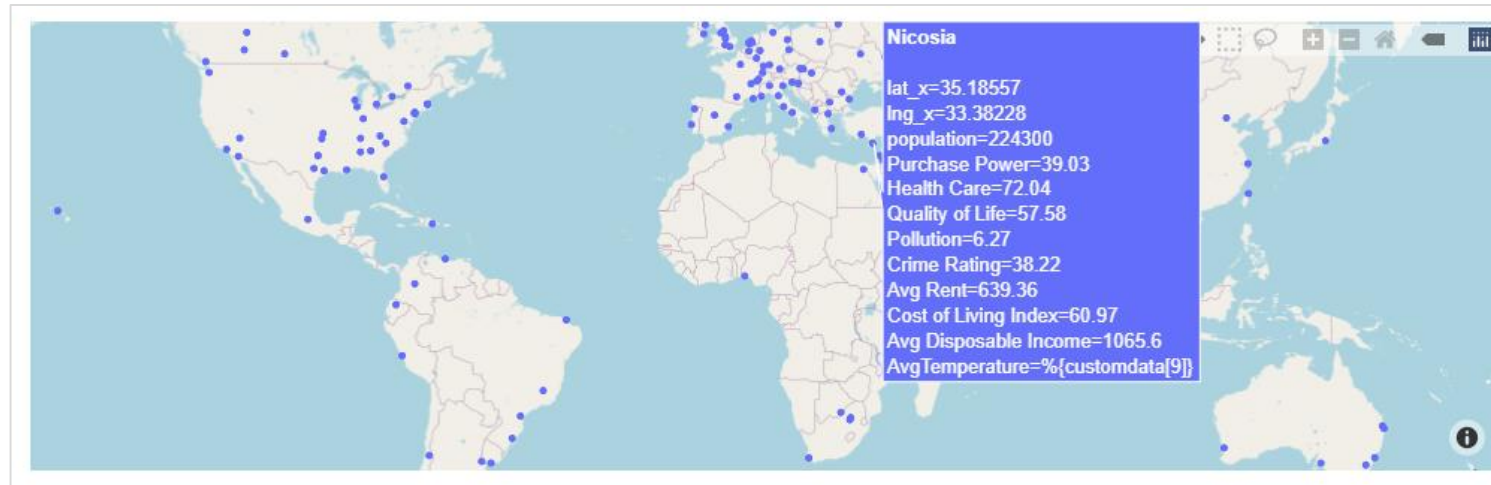 Nicosia
lat_x=35.18557
lng_x=33.38228
population=224300
Purchase Power=39.03
Health Care=72.04
Quality of Life=57.58
Pollution=6.27
Crime Rating=38.22
Avg Rent=639.36
Cost of Living Index=60.97
Avg Disposable Income=1065.6
AvgTemperature=%{customdata[9]}